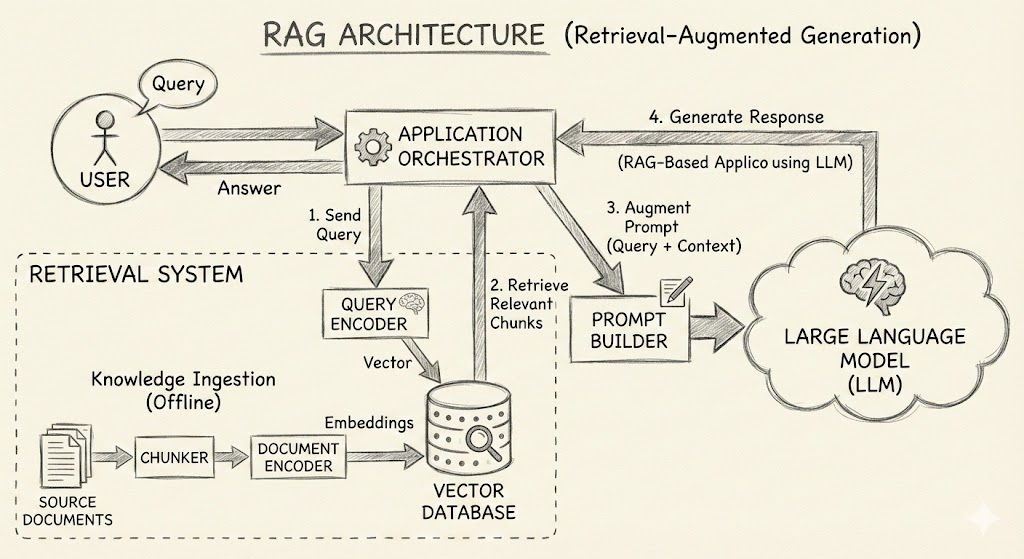 RAG ARCHITECTURE (Retrieval-Augmented Generation)
Query
USER
Answer
APPLICATION
ORCHESTRATOR
4. Generate Response
(RAG-Based Applico using LLM)
1. Send
Query
3. Augment
Prompt
(Query + Context)
RETRIEVAL SYSTEM
2. Retrieve
Relevant
Chunks
QUERY
ENCODER
PROMPT
BUILDER
LARGE LANGUAGE
MODEL
(LLM)
Vector
Knowledge Ingestion
(Offline)
Embeddings
CHUNKER
DOCUMENT
ENCODER
SOURCE
DOCUMENTS
VECTOR
DATABASE